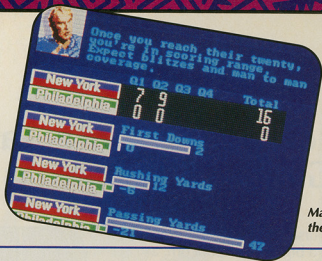 Once you reach their twenty,
you're in scoring range.
Expect blitzes and man to man
coverage.
Q1 Q2 Q3 Q4 Total
New York 7 9 16
Philadelphia 0 0 0
First Downs
New York
Philadelphia 0 2
Rushing Yards
New York
Philadelphia -6 12
Passing Yards
New York
Philadelphia -21 47
Ma
the